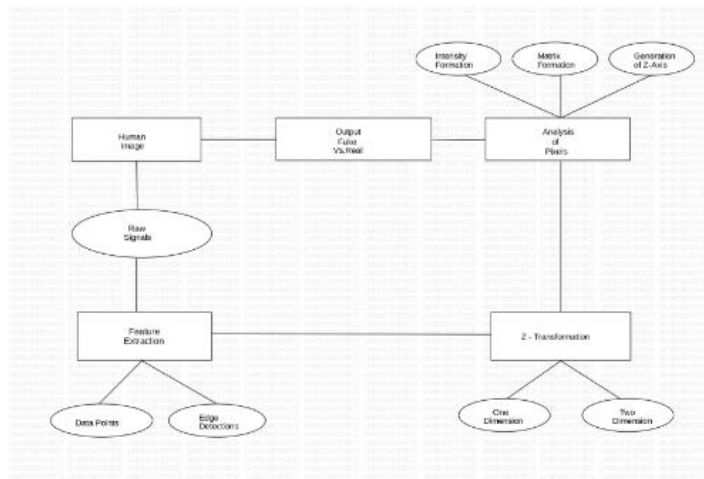 Intensity
Formation
Matrix
Formation
Generation
of Z-Axis
Human
Image
Output
Fake
Vs.Real
Analysis
of
Pixels
Raw
Signals
Feature
Extraction
Z - Transformation
Data Points
Edge
Detections
One
Dimension
Two
Dimension